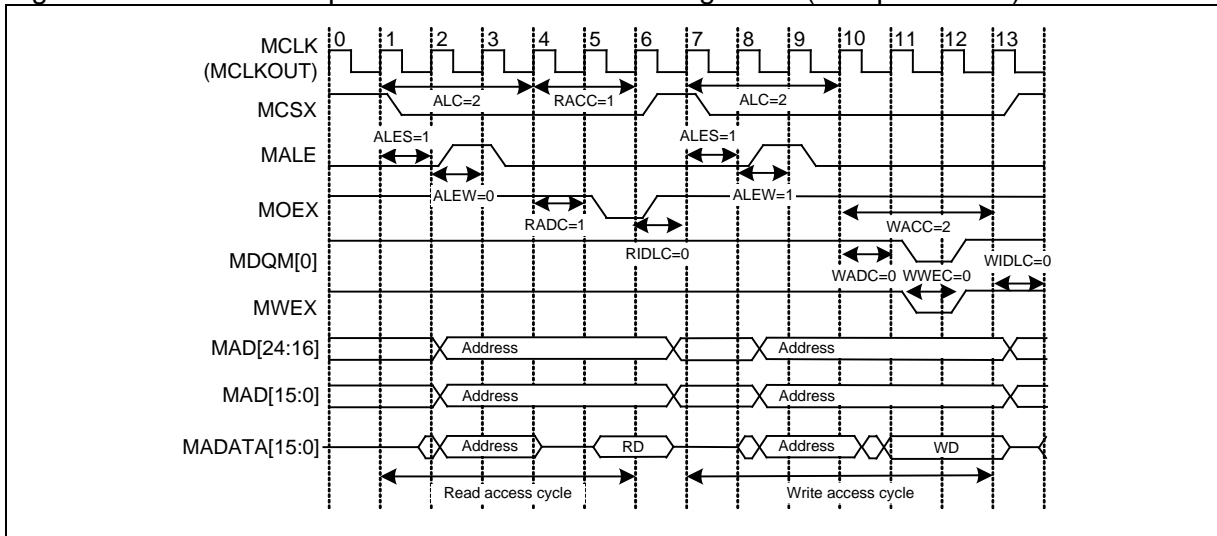 MCLK
(MCLKOUT)
0 1 2 3 4 5 6 7 8 9 10 11 12 13
ALC=2 RACC=1 ALC=2
MCSX
ALES=1 ALES=1
MALE
ALEW=0 ALEW=1
MOEX
RADC=1 WACC=2
RIDLC=0 WIDLC=0
MDQM[0]
WADC=0 WWEC=0
MWEX
MAD[24:16] Address Address
MAD[15:0] Address Address
MADATA[15:0] Address RD Address WD
Read access cycle Write access cycle